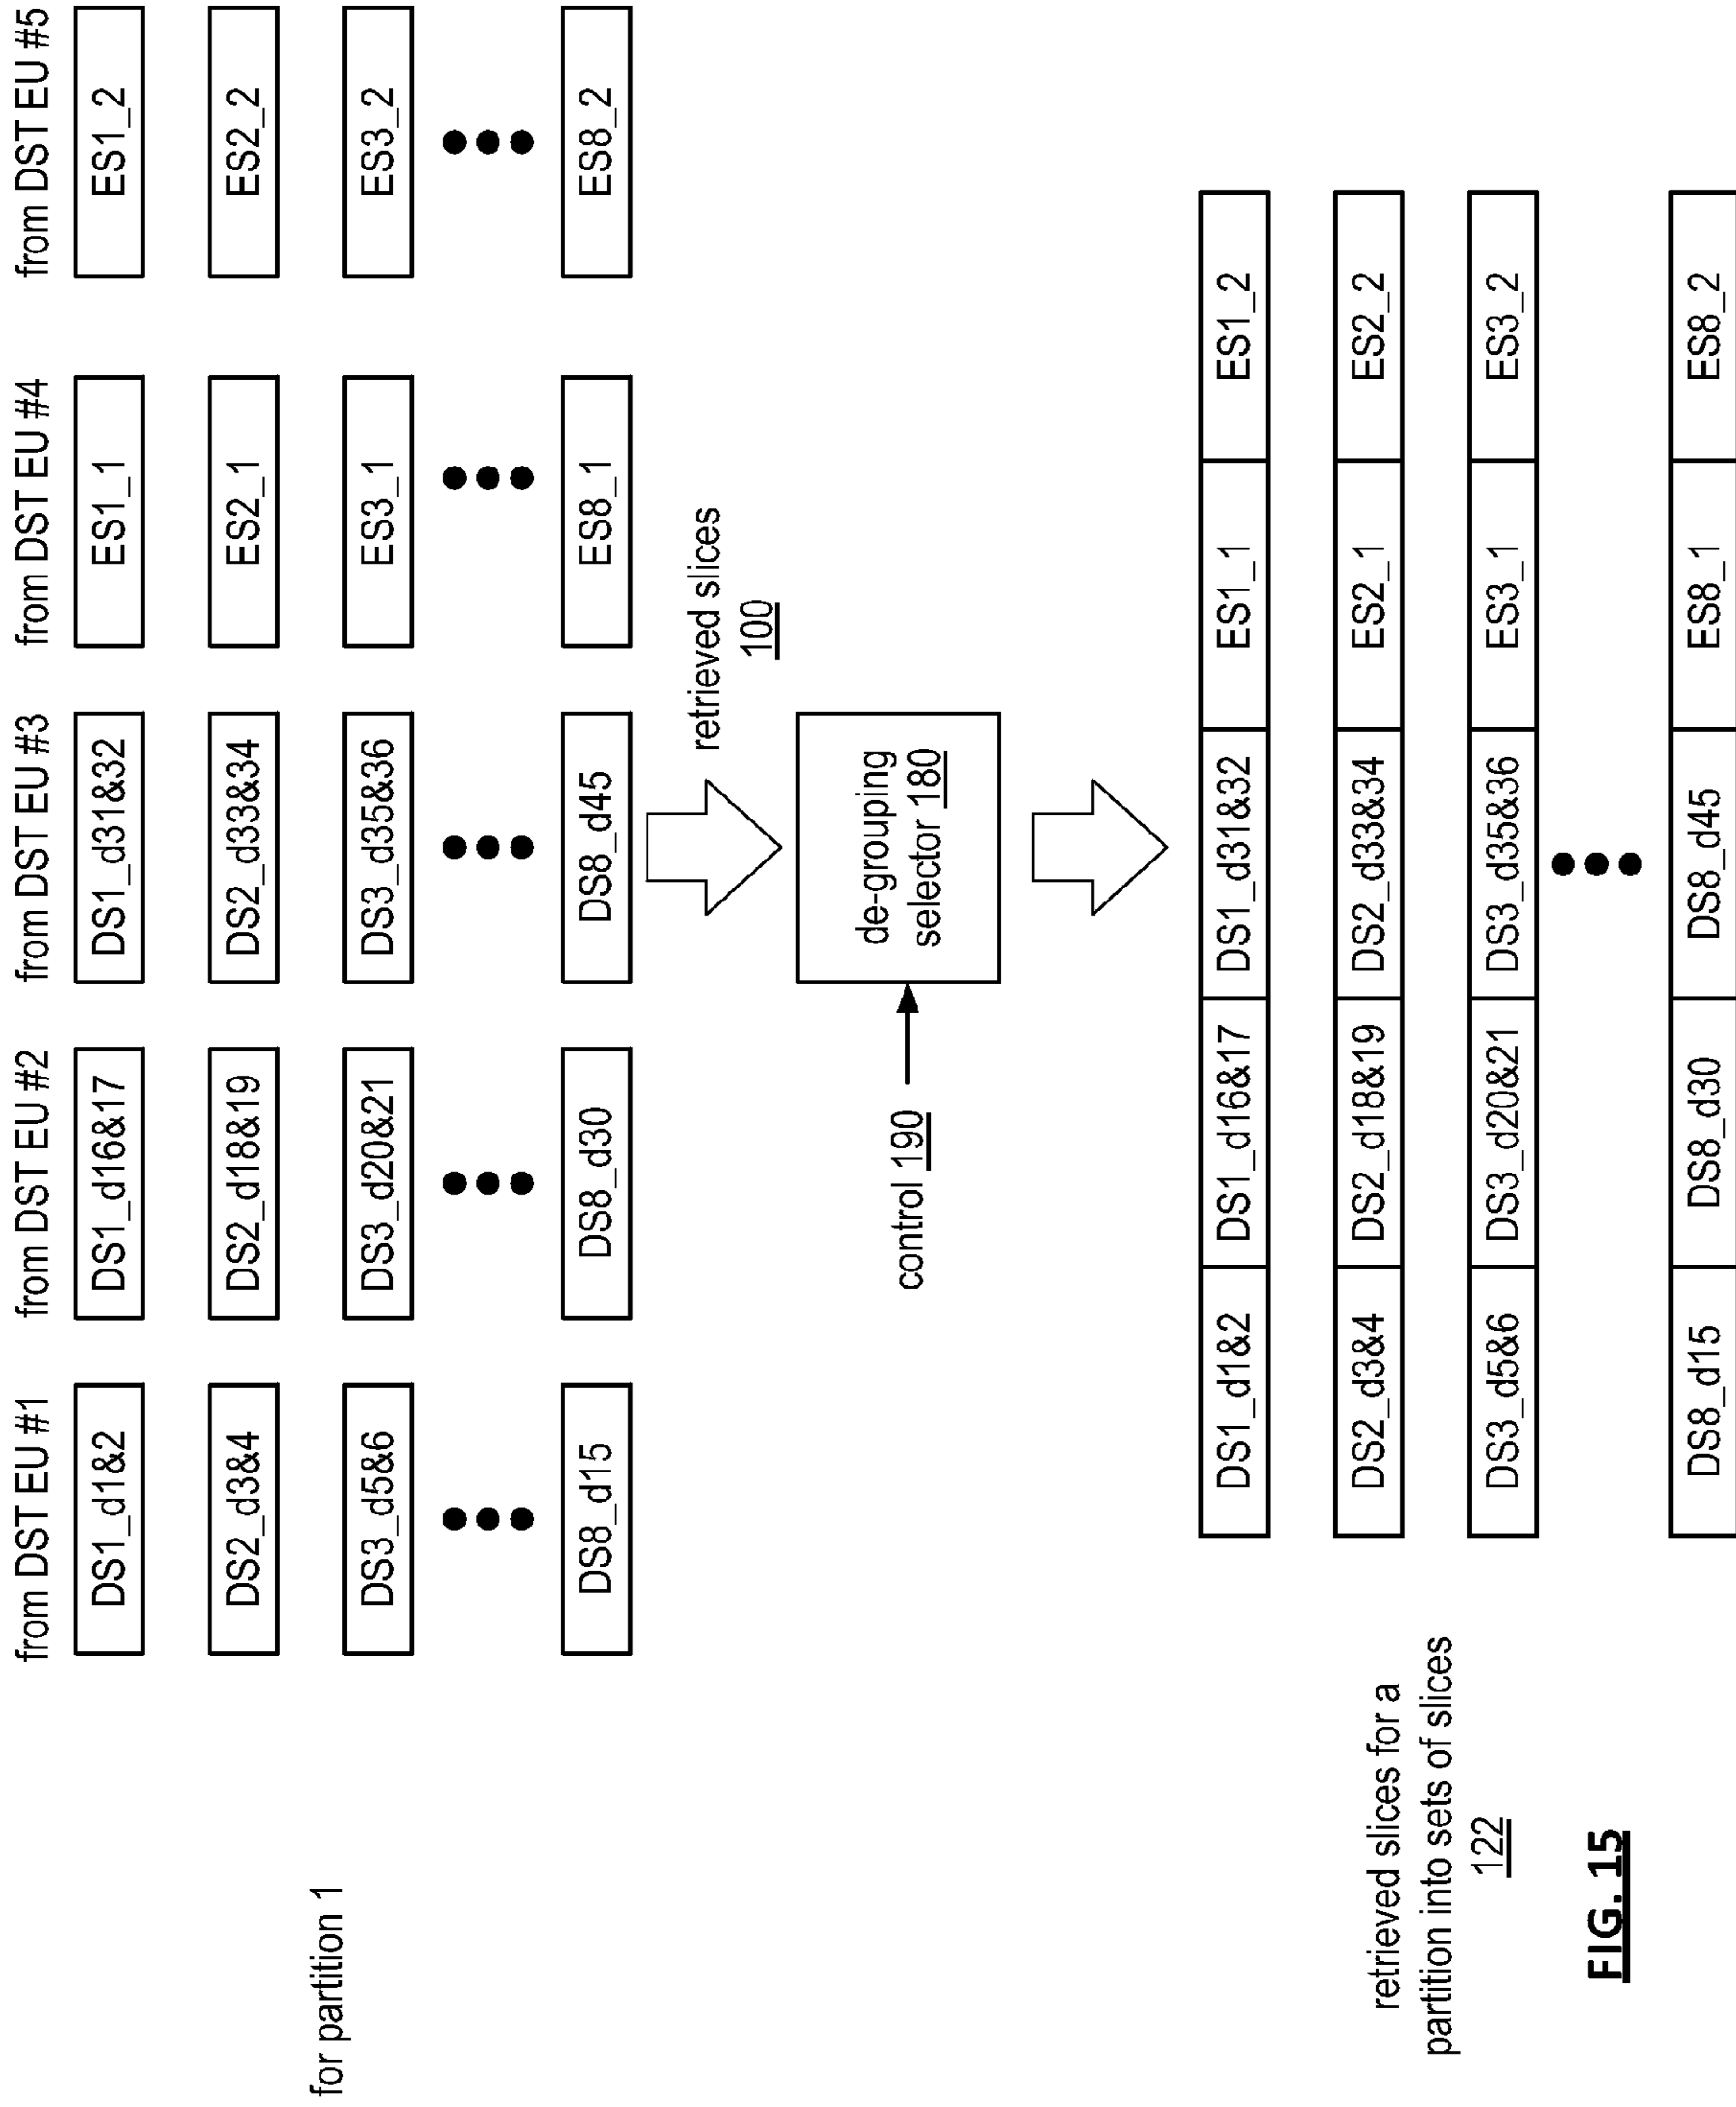 from DST EU #1
from DST EU #2
from DST EU #3
from DST EU #4
from DST EU #5
DS1_d1&2
DS1_d16&17
DS1_d31&32
ES1_1
ES1_2
for partition 1
DS2_d3&4
DS2_d18&19
DS2_d33&34
ES2_1
ES2_2
DS3_d5&6
DS3_d20&21
DS3_d35&36
ES3_1
ES3_2
DS8_d15
DS8_d30
DS8_d45
ES8_1
ES8_2
retrieved slices
100
control 190
de-grouping
selector 180
retrieved slices for a
partition into sets of slices
122
DS1_d1&2
DS1_d16&17
DS1_d31&32
ES1_1
ES1_2
DS2_d3&4
DS2_d18&19
DS2_d33&34
ES2_1
ES2_2
DS3_d5&6
DS3_d20&21
DS3_d35&36
ES3_1
ES3_2
DS8_d15
DS8_d30
DS8_d45
ES8_1
ES8_2
FIG. 15